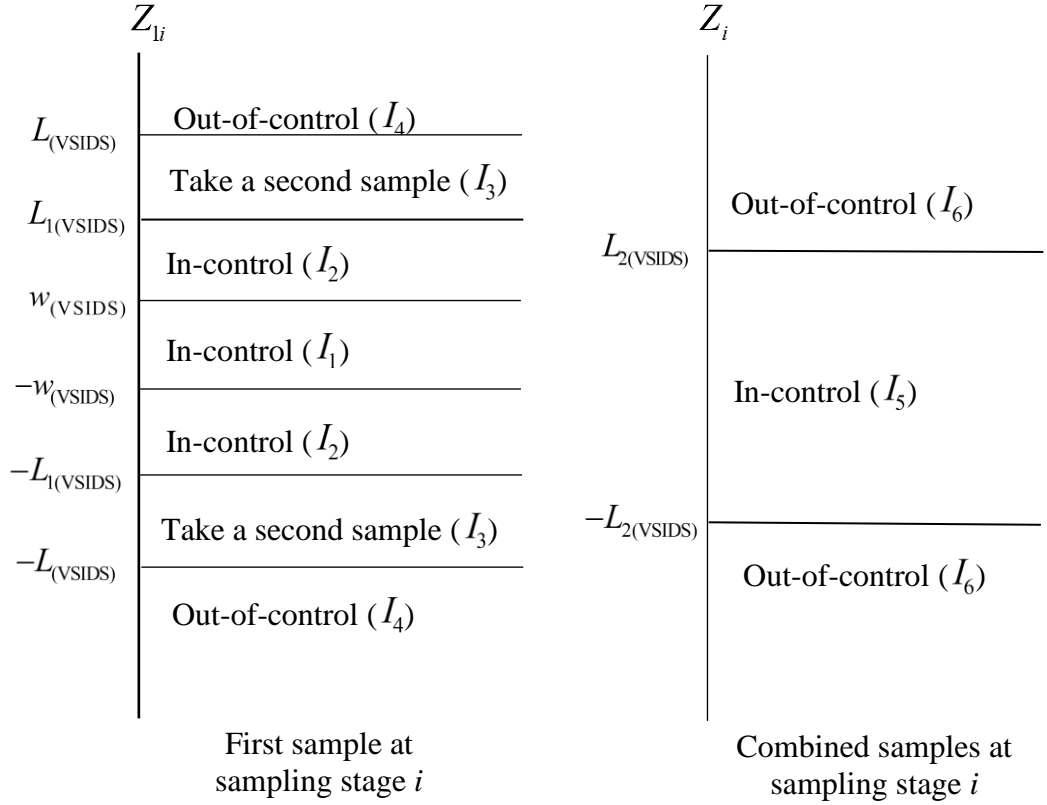 Z₁ᵢ
L(VSIDS)
Out-of-control (I₄)
Take a second sample (I₃)
L₁(VSIDS)
In-control (I₂)
w(VSIDS)
In-control (I₁)
−w(VSIDS)
In-control (I₂)
−L₁(VSIDS)
Take a second sample (I₃)
−L(VSIDS)
Out-of-control (I₄)
First sample at
sampling stage i
Zᵢ
Out-of-control (I₆)
L₂(VSIDS)
In-control (I₅)
−L₂(VSIDS)
Out-of-control (I₆)
Combined samples at
sampling stage i